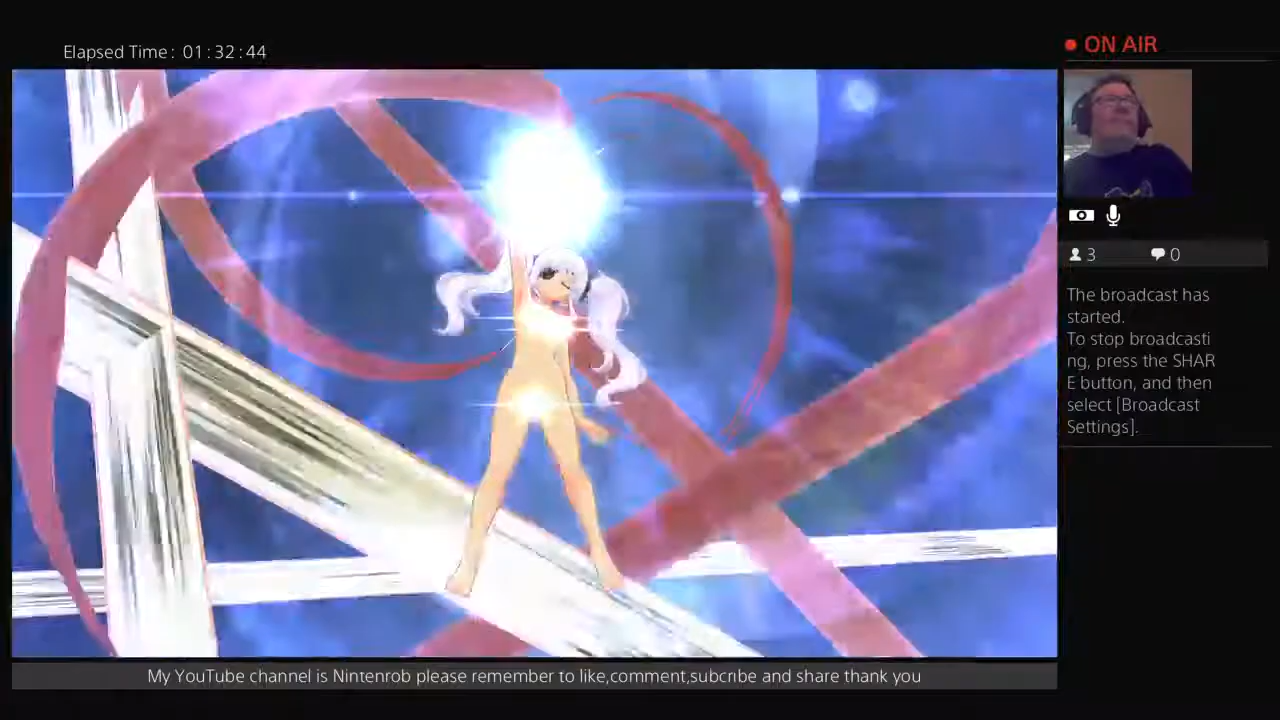 Elapsed Time: 01:32:44
ON AIR
3
0
The broadcast has
started.
To stop broadcasti
ng, press the SHAR
E button, and then
select [Broadcast
Settings].
My YouTube channel is Nintenrob please remember to like,comment,subcribe and share thank you